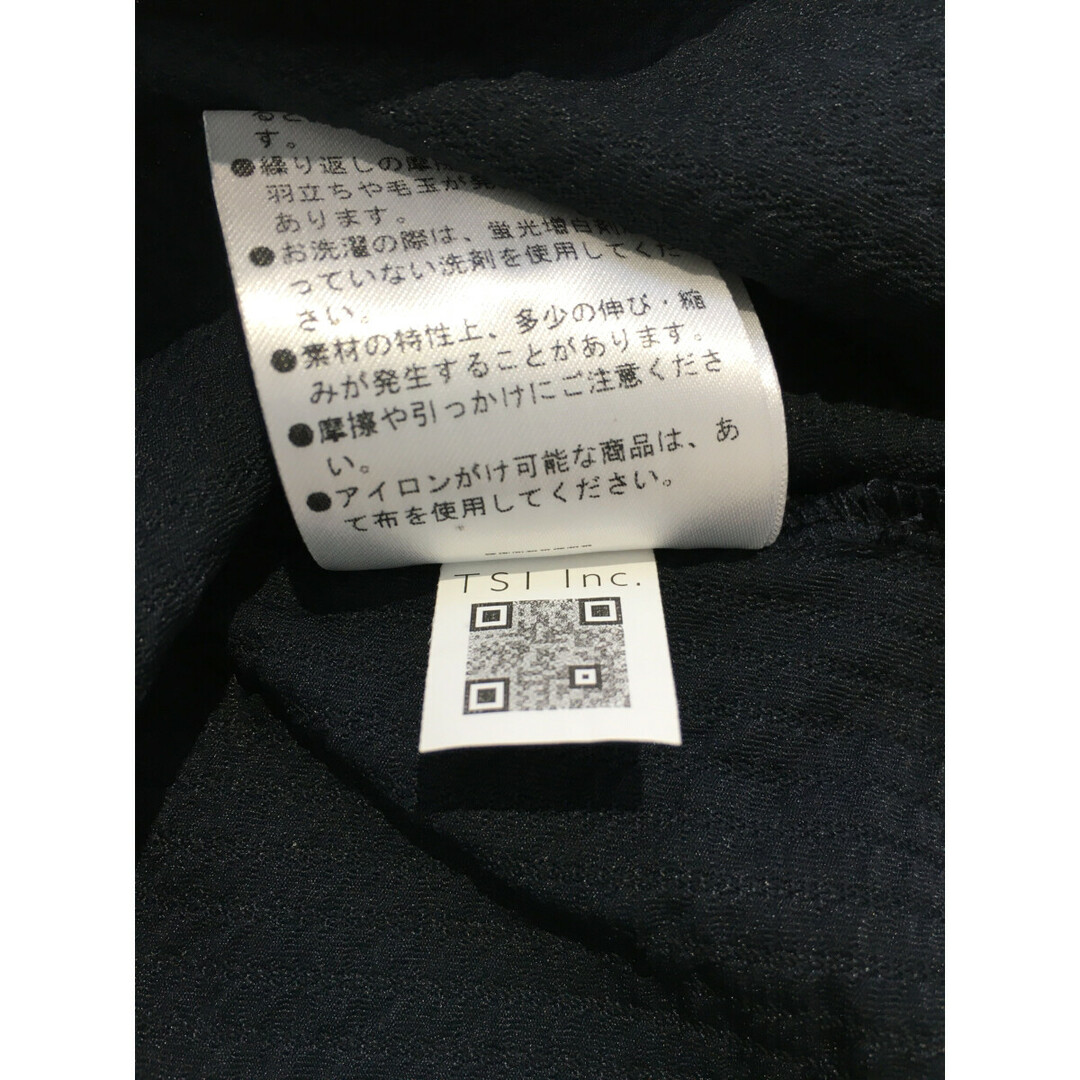 ると
す。
●繰り返しの摩擦
羽立ちや毛玉が発
あります。
●お洗濯の際は、蛍光増白剤
っていない洗剤を使用してくだ
さい。
●素材の特性上、多少の伸び・縮
みが発生することがあります。
●摩擦や引っかけにご注意くださ
い。
●アイロンがけ可能な商品は、あ
て布を使用してください。
TSI Inc.